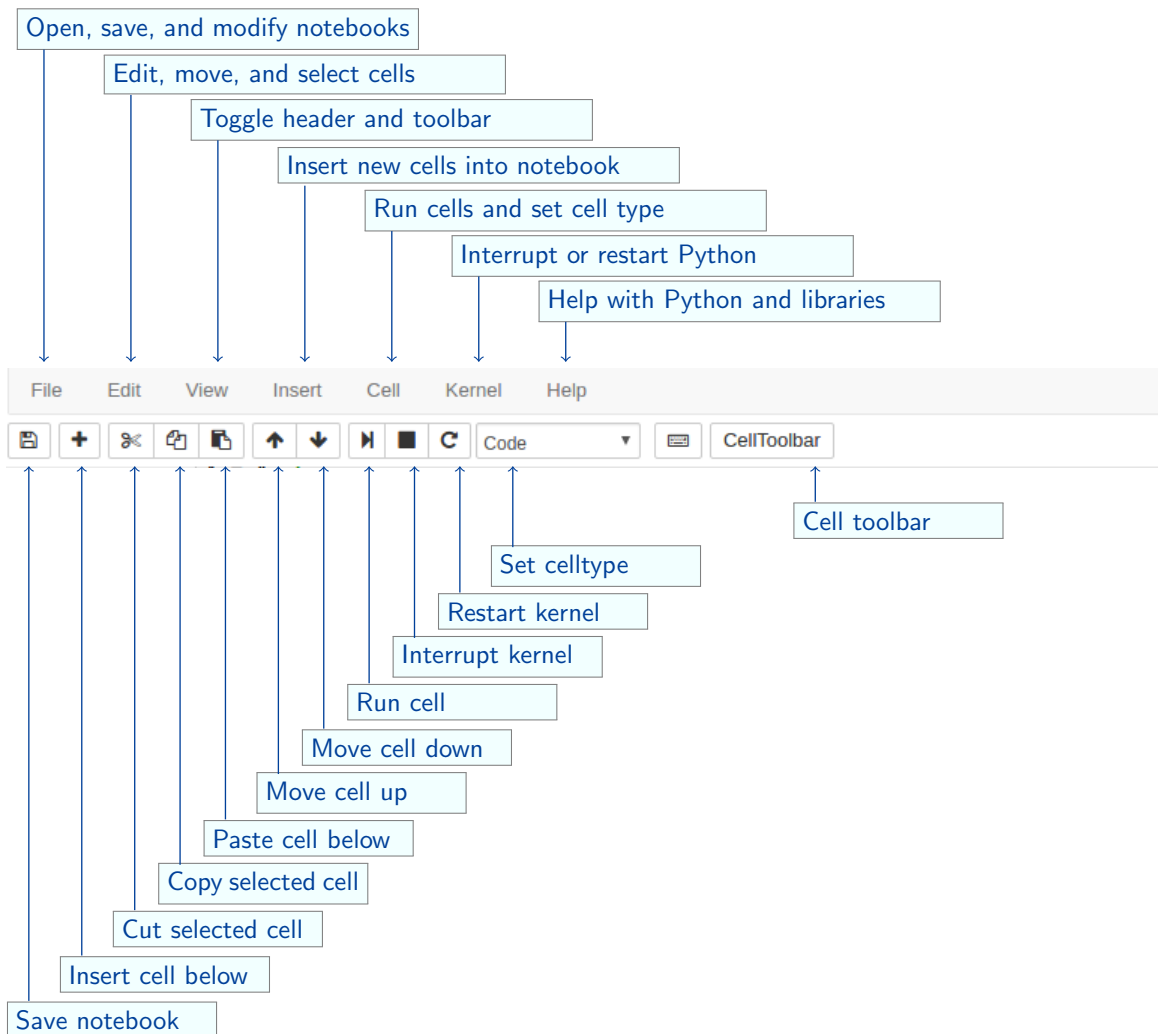 Open, save, and modify notebooks
Edit, move, and select cells
Toggle header and toolbar
Insert new cells into notebook
Run cells and set cell type
Interrupt or restart Python
Help with Python and libraries
File Edit View Insert Cell Kernel Help
Code CellToolbar
Cell toolbar
Set celltype
Restart kernel
Interrupt kernel
Run cell
Move cell down
Move cell up
Paste cell below
Copy selected cell
Cut selected cell
Insert cell below
Save notebook